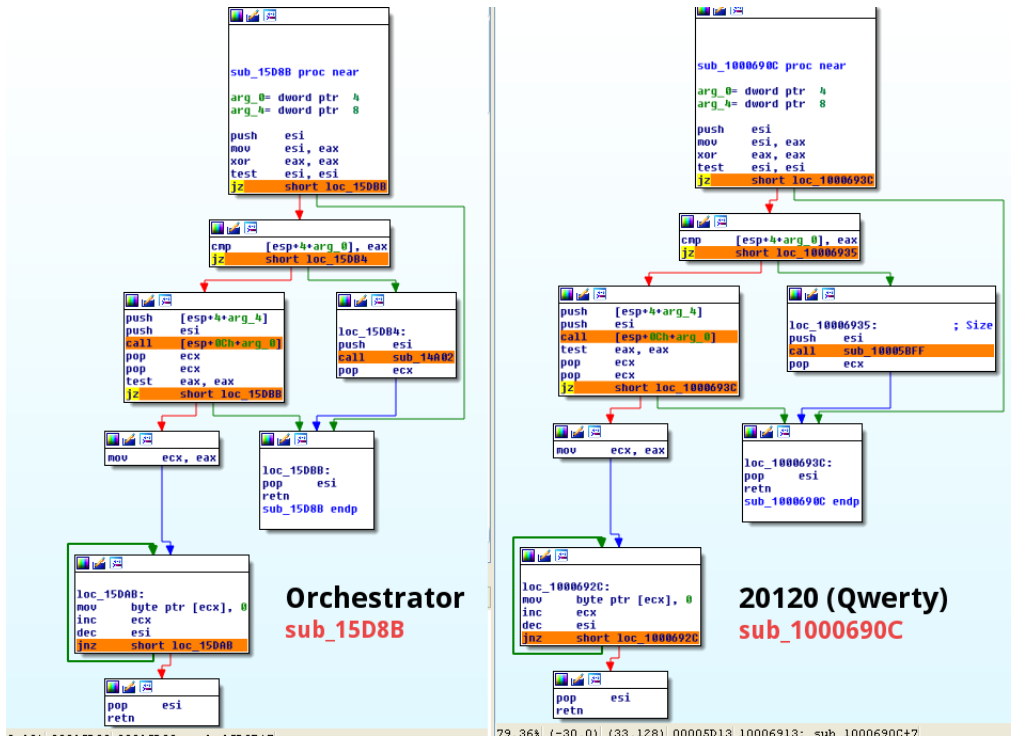 sub_15D8B proc near
arg_0= dword ptr 4
arg_4= dword ptr 8
push esi
mov esi, eax
xor eax, eax
test esi, esi
jz short loc_15DBB
cmp [esp+4+arg_0], eax
jz short loc_15DB4
push [esp+4+arg_4]
push esi
call [esp+0Ch+arg_0]
pop ecx
pop ecx
test eax, eax
jz short loc_15DBB
loc_15DB4:
push esi
call sub_14A02
pop ecx
mov ecx, eax
loc_15DBB:
pop esi
retn
sub_15D8B endp
loc_15DAB:
mov byte ptr [ecx], 0
inc ecx
dec esi
jnz short loc_15DAB
pop esi
retn
Orchestrator
sub_15D8B
sub_1000690C proc near
arg_0= dword ptr 4
arg_4= dword ptr 8
push esi
mov esi, eax
xor eax, eax
test esi, esi
jz short loc_1000693C
cmp [esp+4+arg_0], eax
jz short loc_10006935
push [esp+4+arg_4]
push esi
call [esp+0Ch+arg_0]
test eax, eax
pop ecx
pop ecx
jz short loc_1000693C
loc_10006935: ; Size
push esi
call sub_10005BFF
pop ecx
mov ecx, eax
loc_1000693C:
pop esi
retn
sub_1000690C endp
loc_1000692C:
mov byte ptr [ecx], 0
inc ecx
dec esi
jnz short loc_1000692C
pop esi
retn
20120 (Qwerty)
sub_1000690C
79.36% (-30,0) (33,128) 00005D13 10006913: sub_1000690C+7